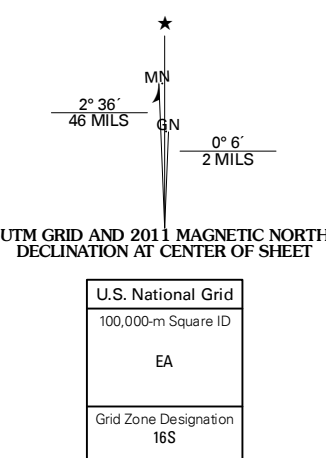 MN
2° 36´
46 MILS
GN
0° 6´
2 MILS
UTM GRID AND 2011 MAGNETIC NORTH
DECLINATION AT CENTER OF SHEET
U.S. National Grid
100,000-m Square ID
EA
Grid Zone Designation
16S